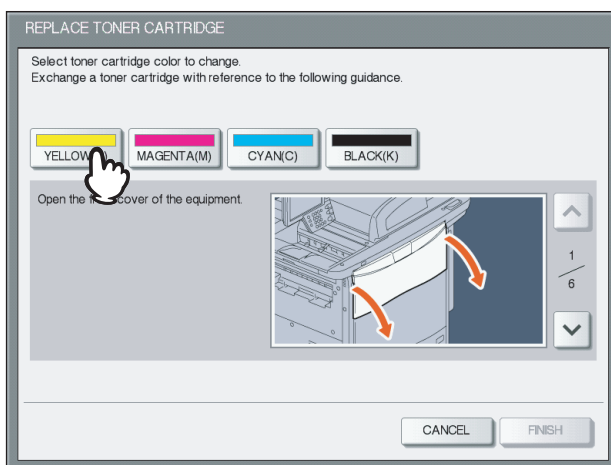 REPLACE TONER CARTRIDGE
Select toner cartridge color to change.
Exchange a toner cartridge with reference to the following guidance.
YELLOW MAGENTA(M) CYAN(C) BLACK(K)
Open the cover of the equipment.
1
6
CANCEL FINISH